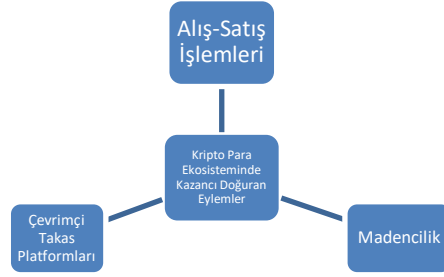 Alış-Satış
İşlemleri
Kripto Para
Ekosisteminde
Kazancı Doğuran
Eylemler
Çevrimçi
Takas
Platformları
Madencilik